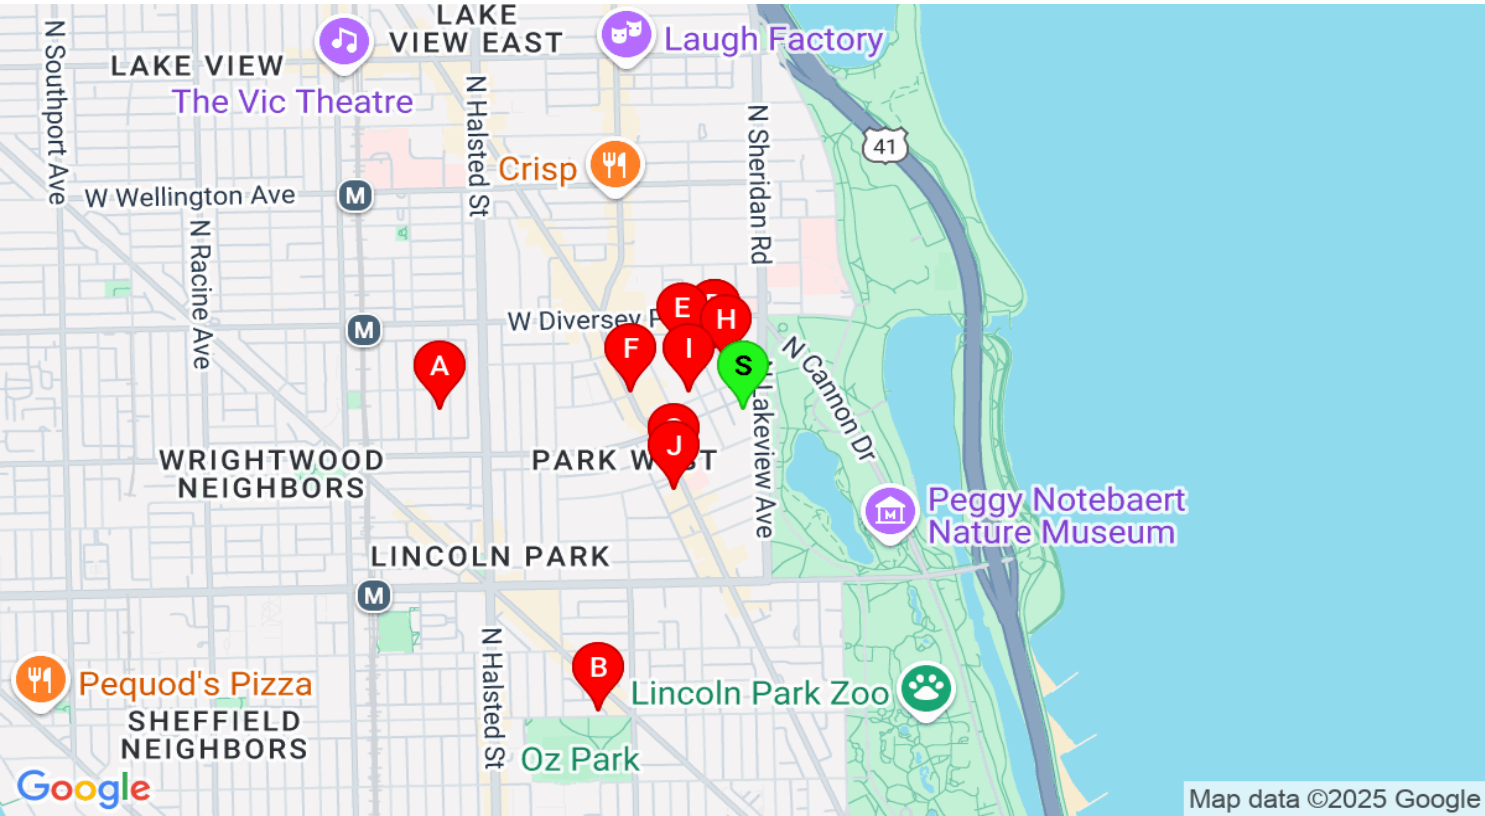 LAKE
VIEW EAST
LAKE VIEW
The Vic Theatre
Laugh Factory
N Southport Ave
N Halsted St
N Sheridan Rd
41
Crisp
W Wellington Ave
M
N Racine Ave
M
W Diversey P
E
H
F
I
S
A
N Cannon Dr
Lakeview Ave
J
WRIGHTWOOD
NEIGHBORS
PARK W ST
Peggy Notebaert
Nature Museum
LINCOLN PARK
M
N Halsted St
B
Pequod's Pizza
Lincoln Park Zoo
SHEFFIELD
NEIGHBORS
Oz Park
Google
Map data ©2025 Google